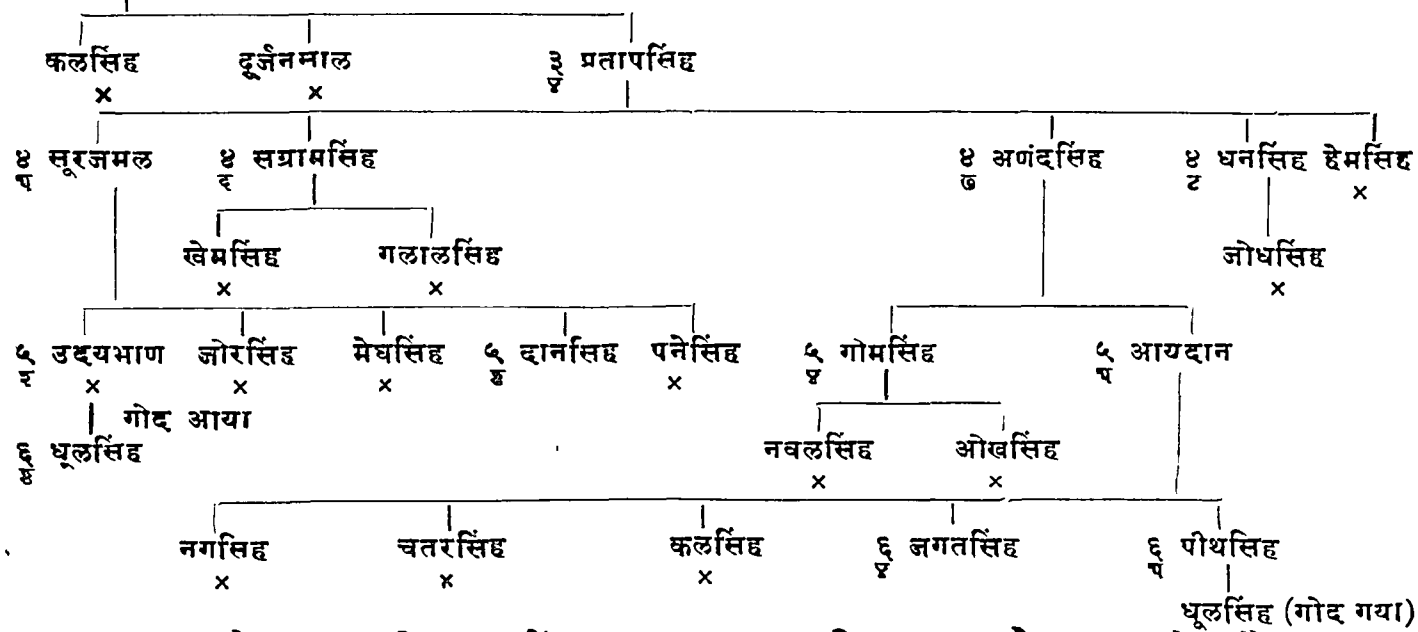 कलसिंह दूर्जनमाल ३ प्रतापसिंह
× ×
४ सूरजमल ४ सग्रामसिंह ४ अणंदसिंह ४ धनसिंह हेमसिंह
७ ८ ×
खेमसिंह गलालसिंह जोधसिंह
× × ×
५ उदयभाण जोरसिंह मेघसिंह ५ दानसिंह पनेसिंह ५ गोमसिंह ५ आयदान
× × × ×
गोद आया
६ धूलसिंह नवलसिंह ओखसिंह
× ×
नगसिंह चतरसिंह कलसिंह ६ जगतसिंह ६ पीथसिंह
× × ×
धूलसिंह (गोद गया)